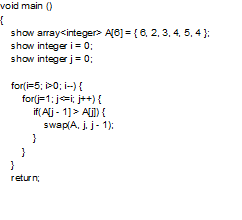 void main ()
{
show array<integer> A[6] = { 6, 2, 3, 4, 5, 4 };
show integer i = 0;
show integer j = 0;
for(i=5; i>0; i--) {
for(j=1; j<=i; j++) {
if(A[j - 1] > A[j]) {
swap(A, j, j - 1);
}
}
}
return;